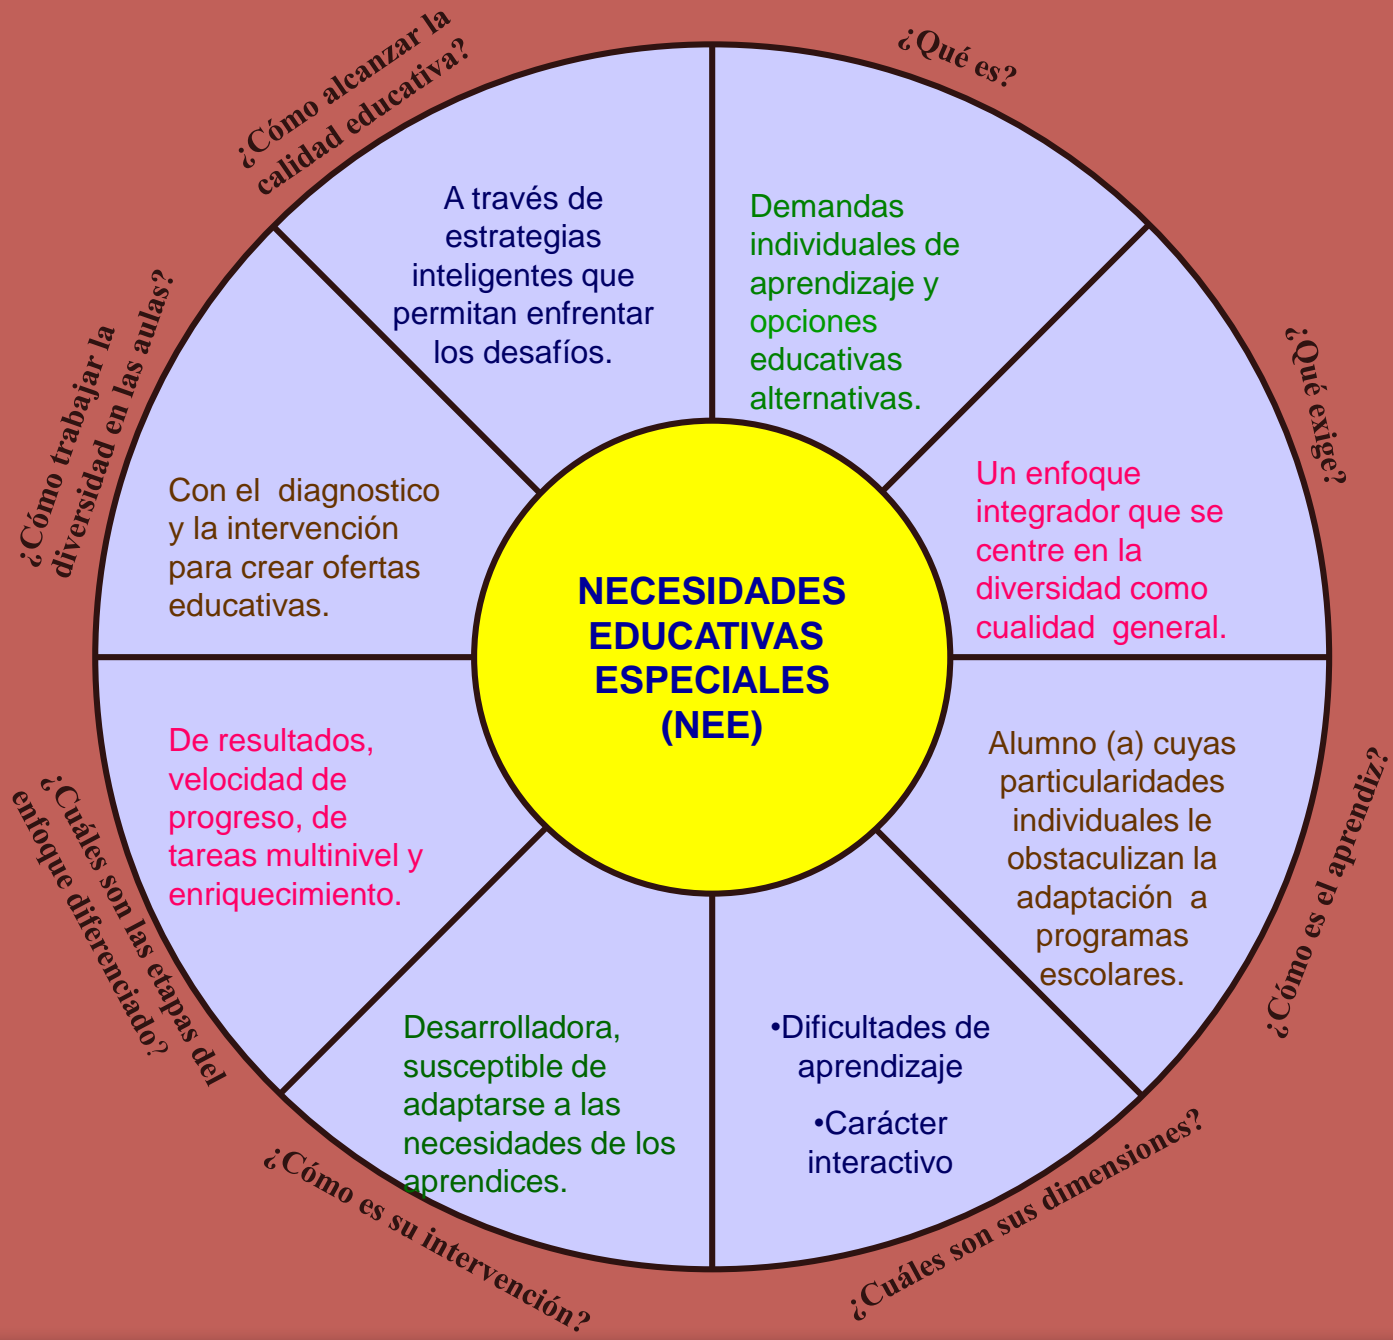 ¿Qué es?
Demandas
individuales de
aprendizaje y
opciones
educativas
alternativas.
¿Qué exige?
Un enfoque
integrador que se
centre en la
diversidad como
cualidad general.
¿Cómo es el aprendiz?
Alumno (a) cuyas
particularidades
individuales le
obstaculizan la
adaptación a
programas
escolares.
¿Cuáles son sus dimensiones?
•Dificultades de
aprendizaje
•Carácter
interactivo
¿Cómo es su intervención?
Desarrolladora,
susceptible de
adaptarse a las
necesidades de los
aprendices.
¿Cuáles son las etapas del
enfoque diferenciado?
De resultados,
velocidad de
progreso, de
tareas multinivel y
enriquecimiento.
¿Cómo trabajar la
diversidad en las aulas?
Con el diagnostico
y la intervención
para crear ofertas
educativas.
¿Cómo alcanzar la
calidad educativa?
A través de
estrategias
inteligentes que
permitan enfrentar
los desafíos.
NECESIDADES
EDUCATIVAS
ESPECIALES
(NEE)